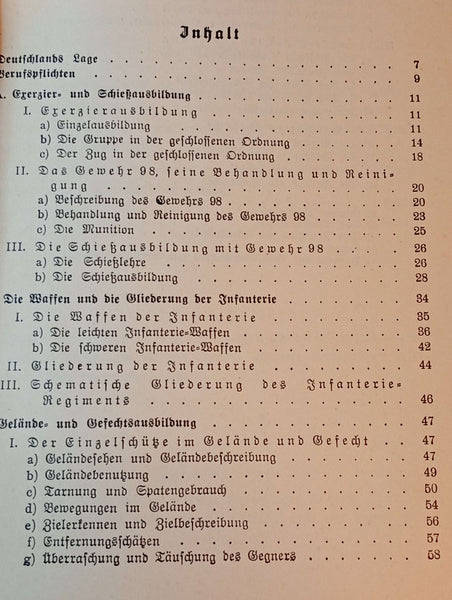 Inhalt
Deutschlands Lage . . . . . . . . . . . . . . . . 7
Berufspflichten . . . . . . . . . . . . . . . . 9
A. Exerzier- und Schießausbildung . . . . . . . . . . . 11
I. Exerzierausbildung . . . . . . . . . . . 11
a) Einzelausbildung . . . . . . . . . . . 11
b) Die Gruppe in der geschlossenen Ordnung . . . . . 14
c) Der Zug in der geschlossenen Ordnung . . . . . . 18
II. Das Gewehr 98, seine Behandlung und Reini-
gung . . . . . . . . . . . . . . 20
a) Beschreibung des Gewehrs 98 . . . . . . . . . 20
b) Behandlung und Reinigung des Gewehrs 98 . . . . 23
c) Die Munition . . . . . . . . . . . . 25
III. Die Schießausbildung mit Gewehr 98 . . . . 26
a) Die Schießlehre . . . . . . . . . . . 26
b) Die Schießausbildung . . . . . . . . . . 28
Die Waffen und die Gliederung der Infanterie . . . . . . 34
I. Die Waffen der Infanterie . . . . . . . 35
a) Die leichten Infanterie-Waffen . . . . . . . . 36
b) Die schweren Infanterie-Waffen . . . . . . . . 42
II. Gliederung der Infanterie . . . . . . . 44
III. Schematische Gliederung des Infanterie-
Regiments . . . . . . . . . . . . . 46
Gelände- und Gefechtsausbildung . . . . . . . . . . 47
I. Der Einzelschütze im Gelände und Gefecht . . 47
a) Geländesehen und Geländebeschreibung . . . . . . 47
b) Geländebenutzung . . . . . . . . . . . 49
c) Tarnung und Spatengebrauch . . . . . . . . 50
d) Bewegungen im Gelände . . . . . . . . . . 54
e) Zielerkennen und Zielbeschreibung . . . . . . . 56
f) Entfernungsschätzen . . . . . . . . . . 57
g) Überraschung und Täuschung des Gegners . . . . . 58